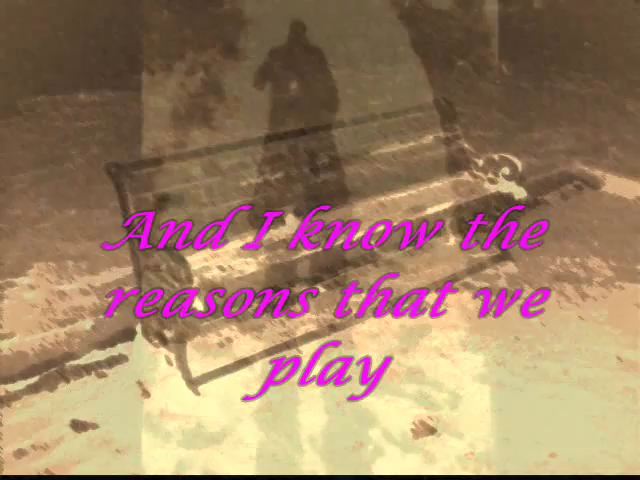 And I know the
reasons that we
play